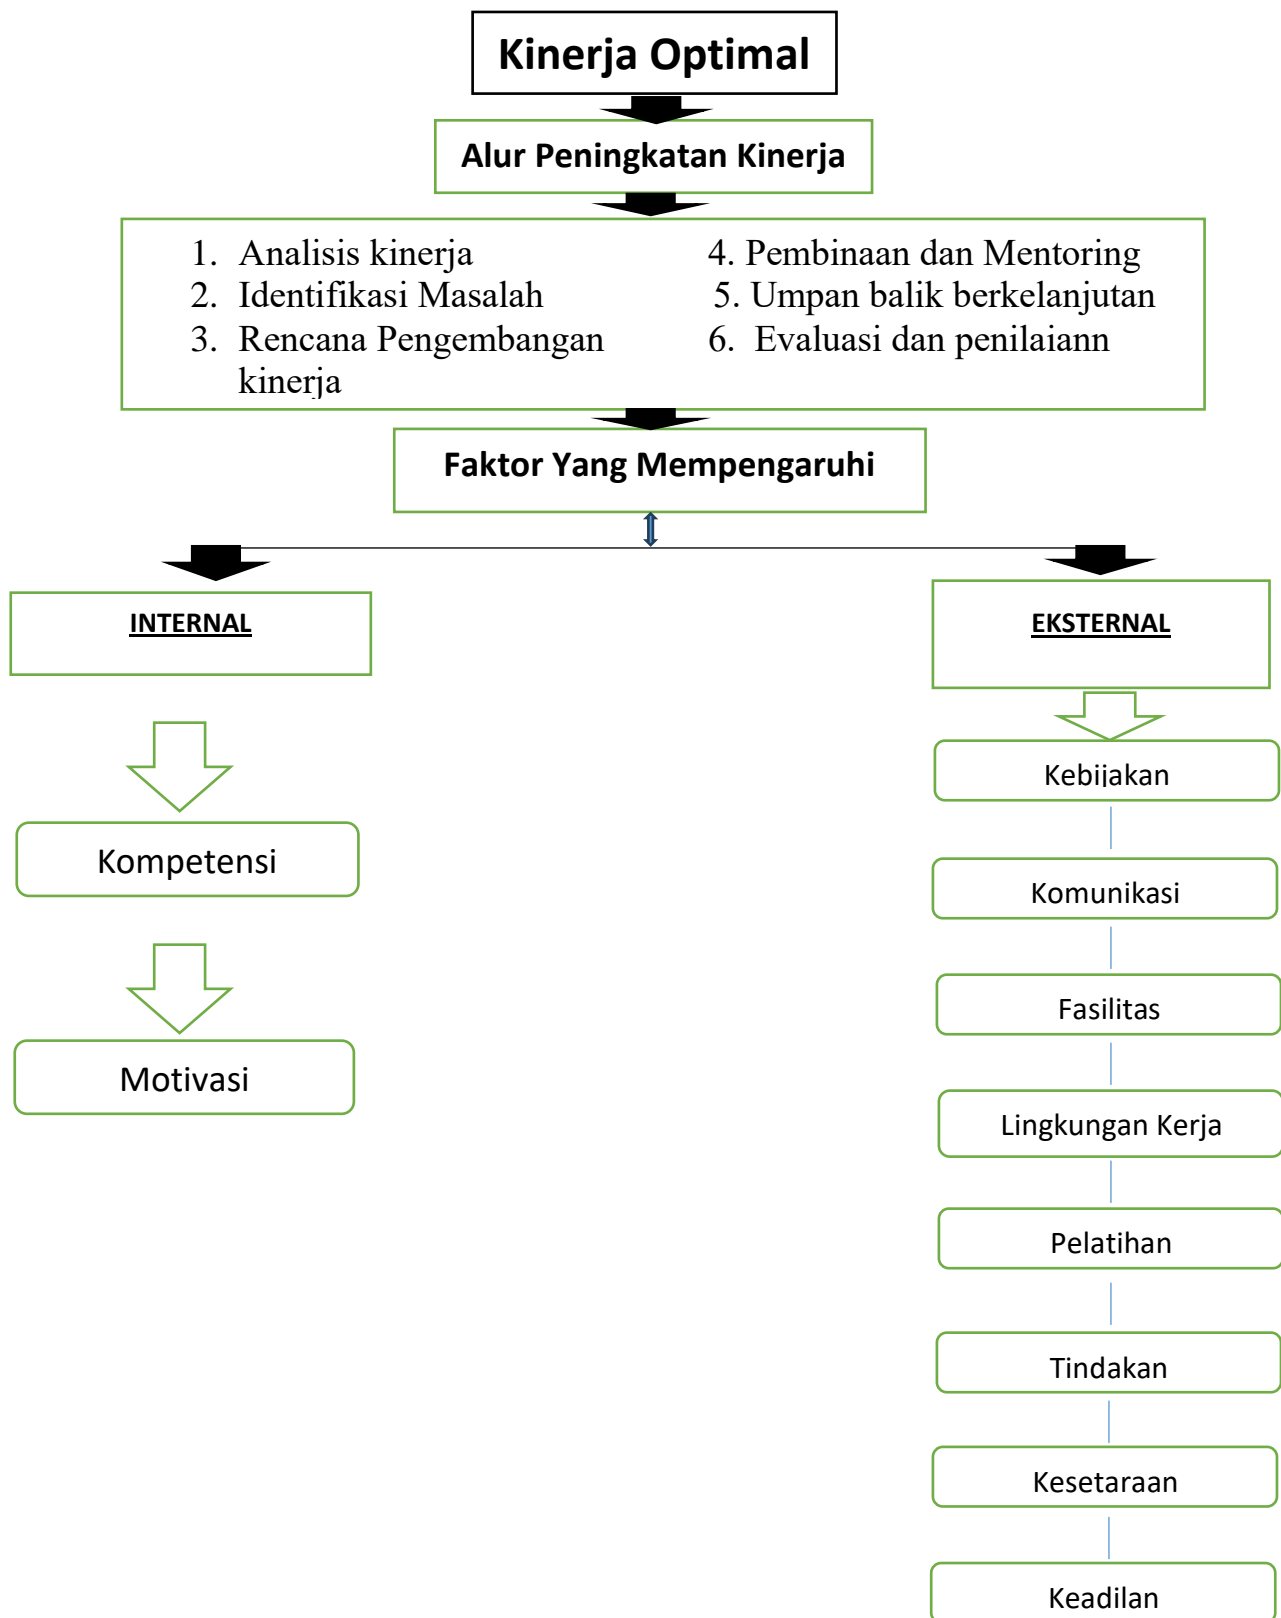 Kinerja Optimal
Alur Peningkatan Kinerja
1. Analisis kinerja
2. Identifikasi Masalah
3. Rencana Pengembangan
kinerja
4. Pembinaan dan Mentoring
5. Umpan balik berkelanjutan
6. Evaluasi dan penilaiann
Faktor Yang Mempengaruhi
INTERNAL
Kompetensi
Motivasi
EKSTERNAL
Kebijakan
Komunikasi
Fasilitas
Lingkungan Kerja
Pelatihan
Tindakan
Kesetaraan
Keadilan